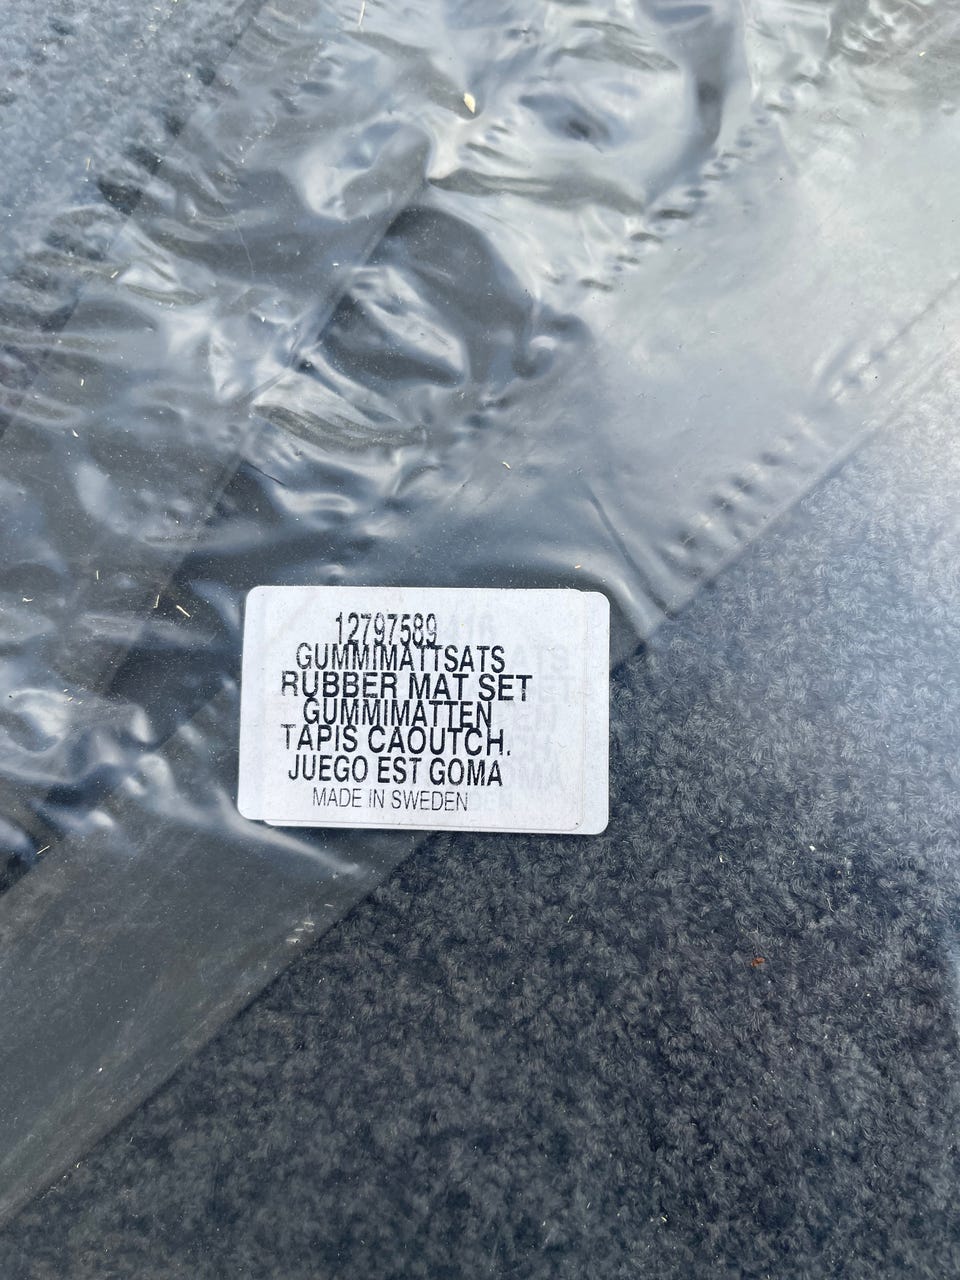 12797589
GUMMIMATTSATS
RUBBER MAT SET
GUMMIMATTEN
TAPIS CAOUTCH.
JUEGO EST GOMA
MADE IN SWEDEN